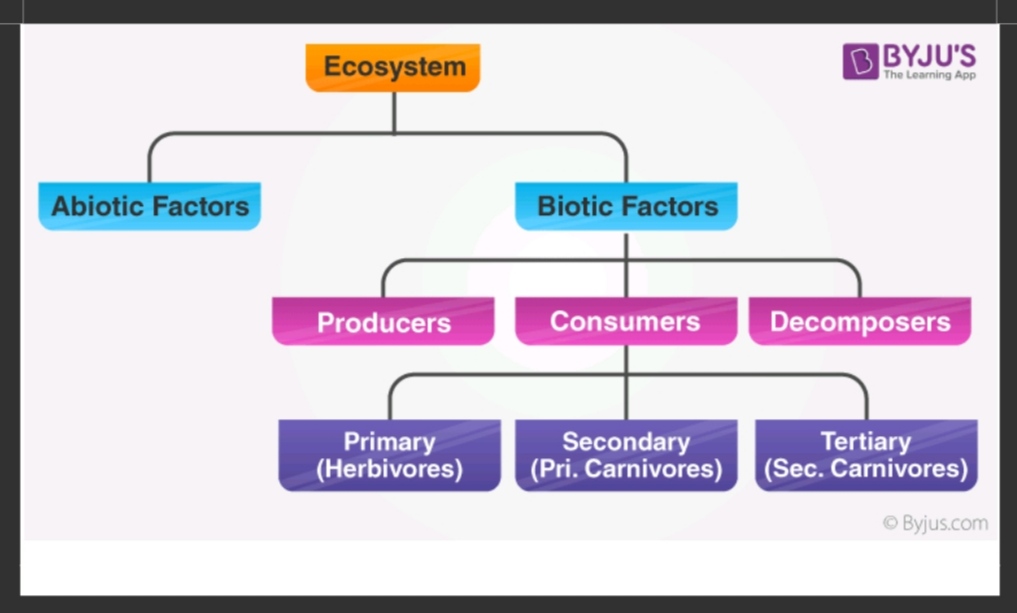 Ecosystem
BYJU'S
The Learning App
Abiotic Factors
Biotic Factors
Producers
Consumers
Decomposers
Primary
(Herbivores)
Secondary
(Pri. Carnivores)
Tertiary
(Sec. Carnivores)
© Byjus.com